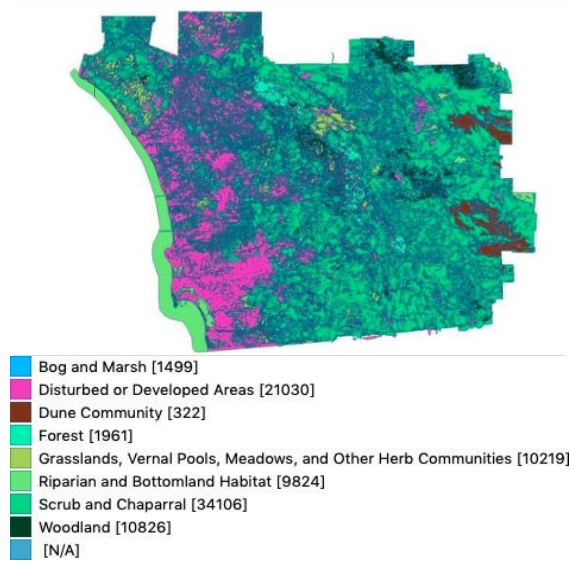 Bog and Marsh [1499]
Disturbed or Developed Areas [21030]
Dune Community [322]
Forest [1961]
Grasslands, Vernal Pools, Meadows, and Other Herb Communities [10219]
Riparian and Bottomland Habitat [9824]
Scrub and Chaparral [34106]
Woodland [10826]
[N/A]